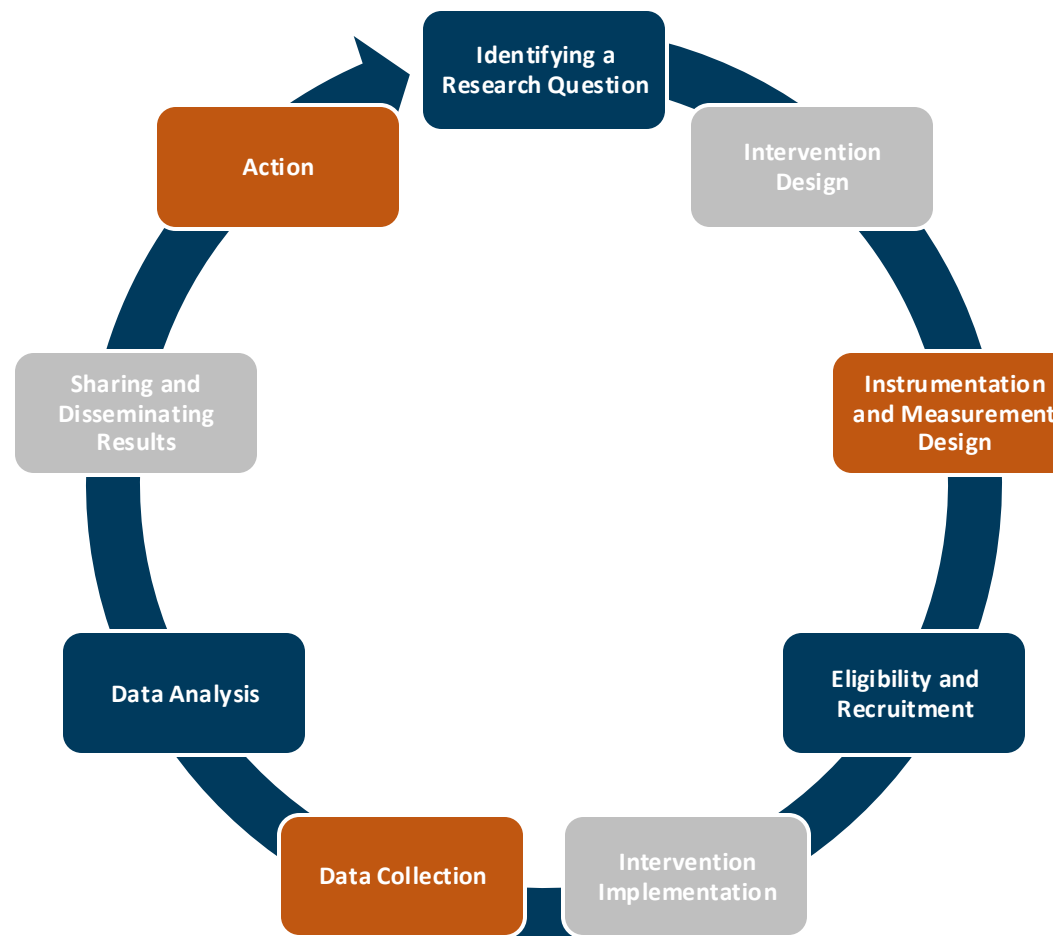 Identifying a
Research Question
Intervention
Design
Instrumentation
and Measurement
Design
Eligibility and
Recruitment
Intervention
Implementation
Data Collection
Data Analysis
Sharing and
Disseminating
Results
Action